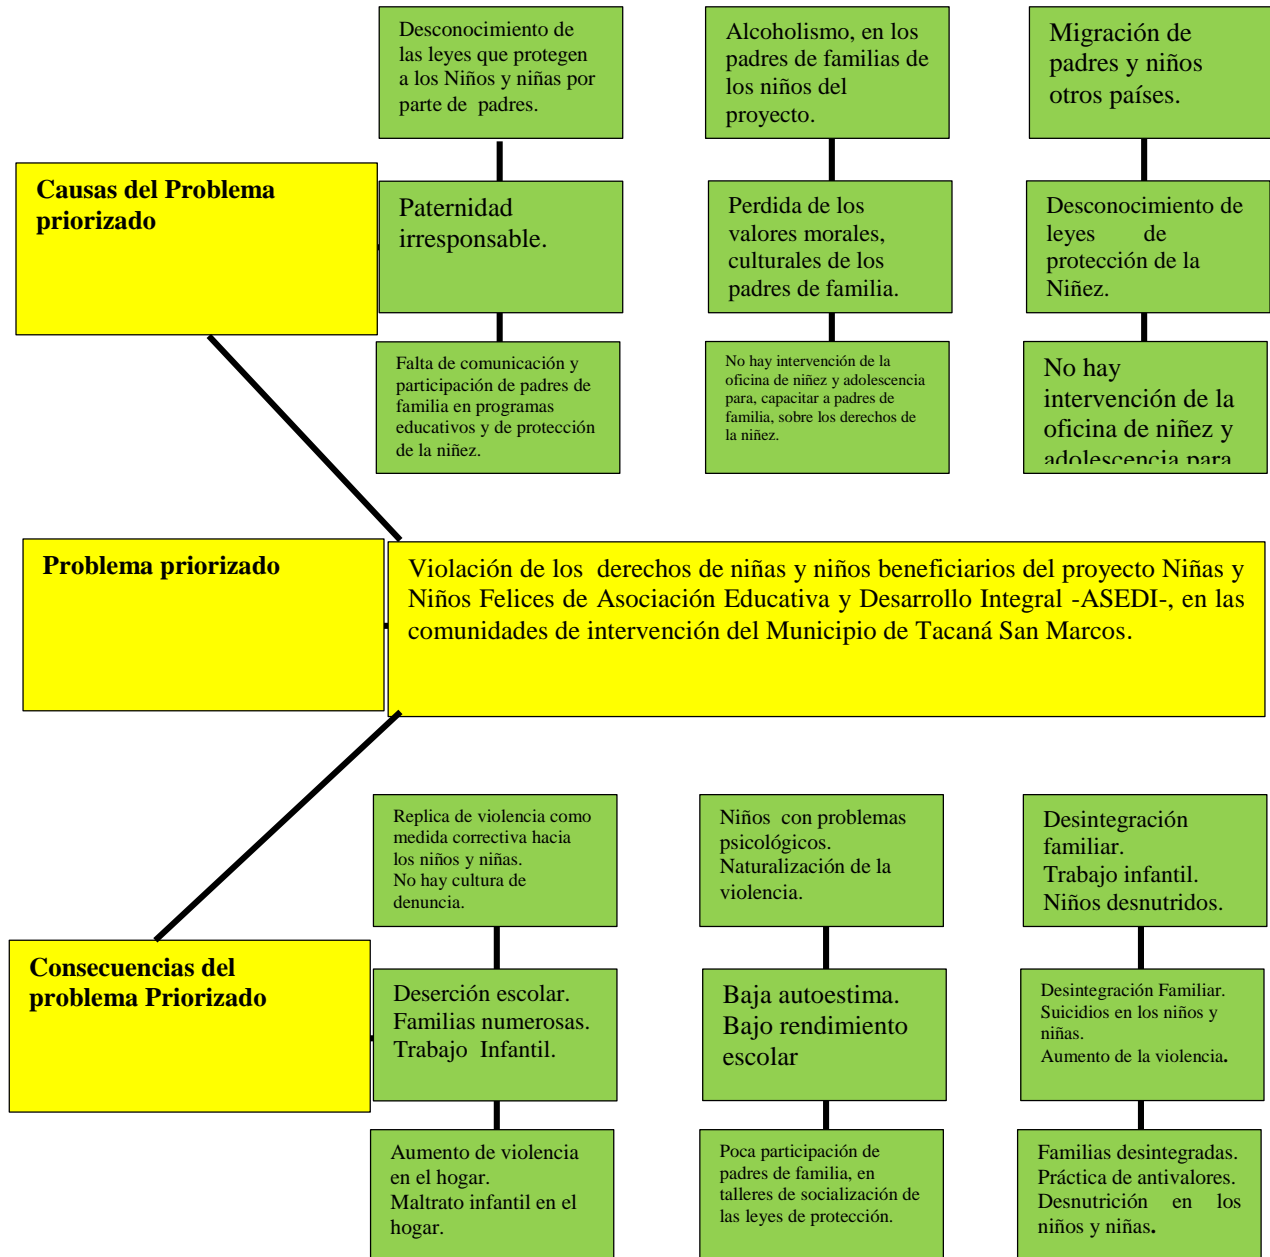 Desconocimiento de
las leyes que protegen
a los Niños y niñas por
parte de padres.
Alcoholismo, en los
padres de familias de
los niños del
proyecto.
Migración de
padres y niños
otros países.
Causas del Problema
priorizado
Paternidad
irresponsable.
Perdida de los
valores morales,
culturales de los
padres de familia.
Desconocimiento de
leyes de
protección de la
Niñez.
Falta de comunicación y
participación de padres de
familia en programas
educativos y de protección
de la niñez.
No hay intervención de la
oficina de niñez y adolescencia
para, capacitar a padres de
familia, sobre los derechos de
la niñez.
No hay
intervención de la
oficina de niñez y
adolescencia para
Problema priorizado
Violación de los derechos de niñas y niños beneficiarios del proyecto Niñas y
Niños Felices de Asociación Educativa y Desarrollo Integral -ASEDI-, en las
comunidades de intervención del Municipio de Tacaná San Marcos.
Replica de violencia como
medida correctiva hacia
los niños y niñas.
No hay cultura de
denuncia.
Niños con problemas
psicológicos.
Naturalización de la
violencia.
Desintegración
familiar.
Trabajo infantil.
Niños desnutridos.
Consecuencias del
problema Priorizado
Deserción escolar.
Familias numerosas.
Trabajo Infantil.
Baja autoestima.
Bajo rendimiento
escolar
Desintegración Familiar.
Suicidios en los niños y
niñas.
Aumento de la violencia.
Aumento de violencia
en el hogar.
Maltrato infantil en el
hogar.
Poca participación de
padres de familia, en
talleres de socialización de
las leyes de protección.
Familias desintegradas.
Práctica de antivalores.
Desnutrición en los
niños y niñas.